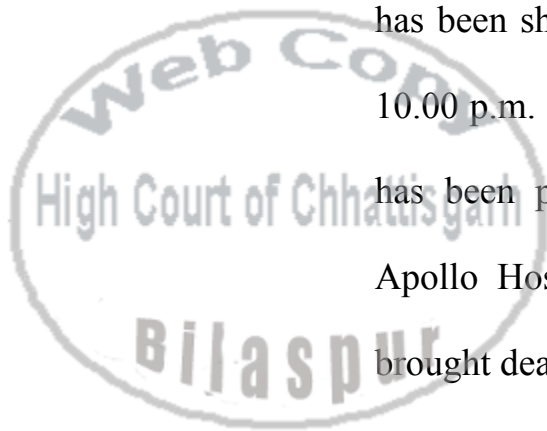 Web Copy
High Court of Chhattisgarh
Bilaspur
has been sh
10.00 p.m.
has been p
Apollo Hos
brought dea